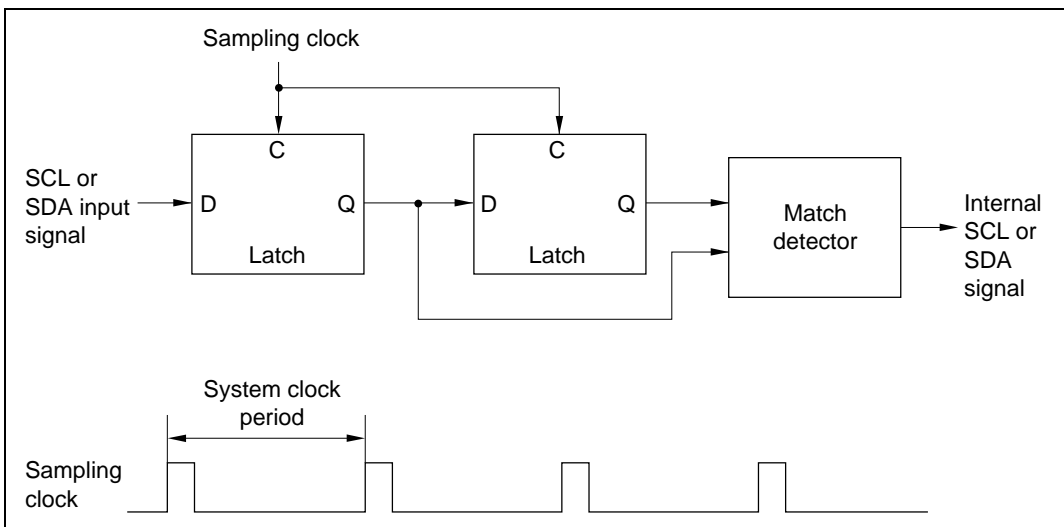 Sampling clock
SCL or
SDA input
signal
C
D
Q
Latch
C
D
Q
Latch
Match
detector
Internal
SCL or
SDA
signal
System clock
period
Sampling
clock